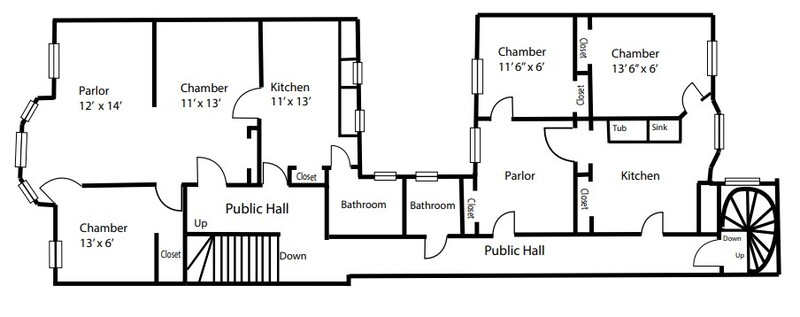 Parlor
12' x 14'
Chamber
11' x 13'
Kitchen
11' x 13'
Closet
Chamber
13' x 6'
Closet
Public Hall
Up
Down
Bathroom
Bathroom
Closet
Chamber
11' 6" x 6'
Closet
Closet
Chamber
13' 6" x 6'
Tub
Sink
Parlor
Closet
Kitchen
Public Hall
Down
Up